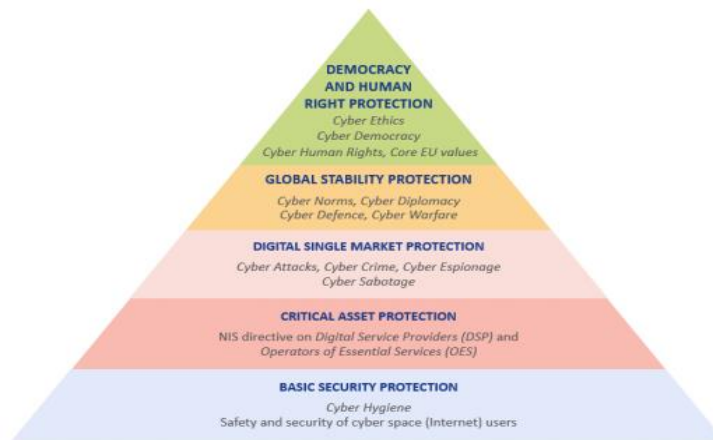 DEMOCRACY
AND HUMAN
RIGHT PROTECTION
Cyber Ethics
Cyber Democracy
Cyber Human Rights, Core EU values
GLOBAL STABILITY PROTECTION
Cyber Norms, Cyber Diplomacy
Cyber Defence, Cyber Warfare
DIGITAL SINGLE MARKET PROTECTION
Cyber Attacks, Cyber Crime, Cyber Espionage
Cyber Sabotage
CRITICAL ASSET PROTECTION
NIS directive on Digital Service Providers (DSP) and
Operators of Essential Services (OES)
BASIC SECURITY PROTECTION
Cyber Hygiene
Safety and security of cyber space (Internet) users